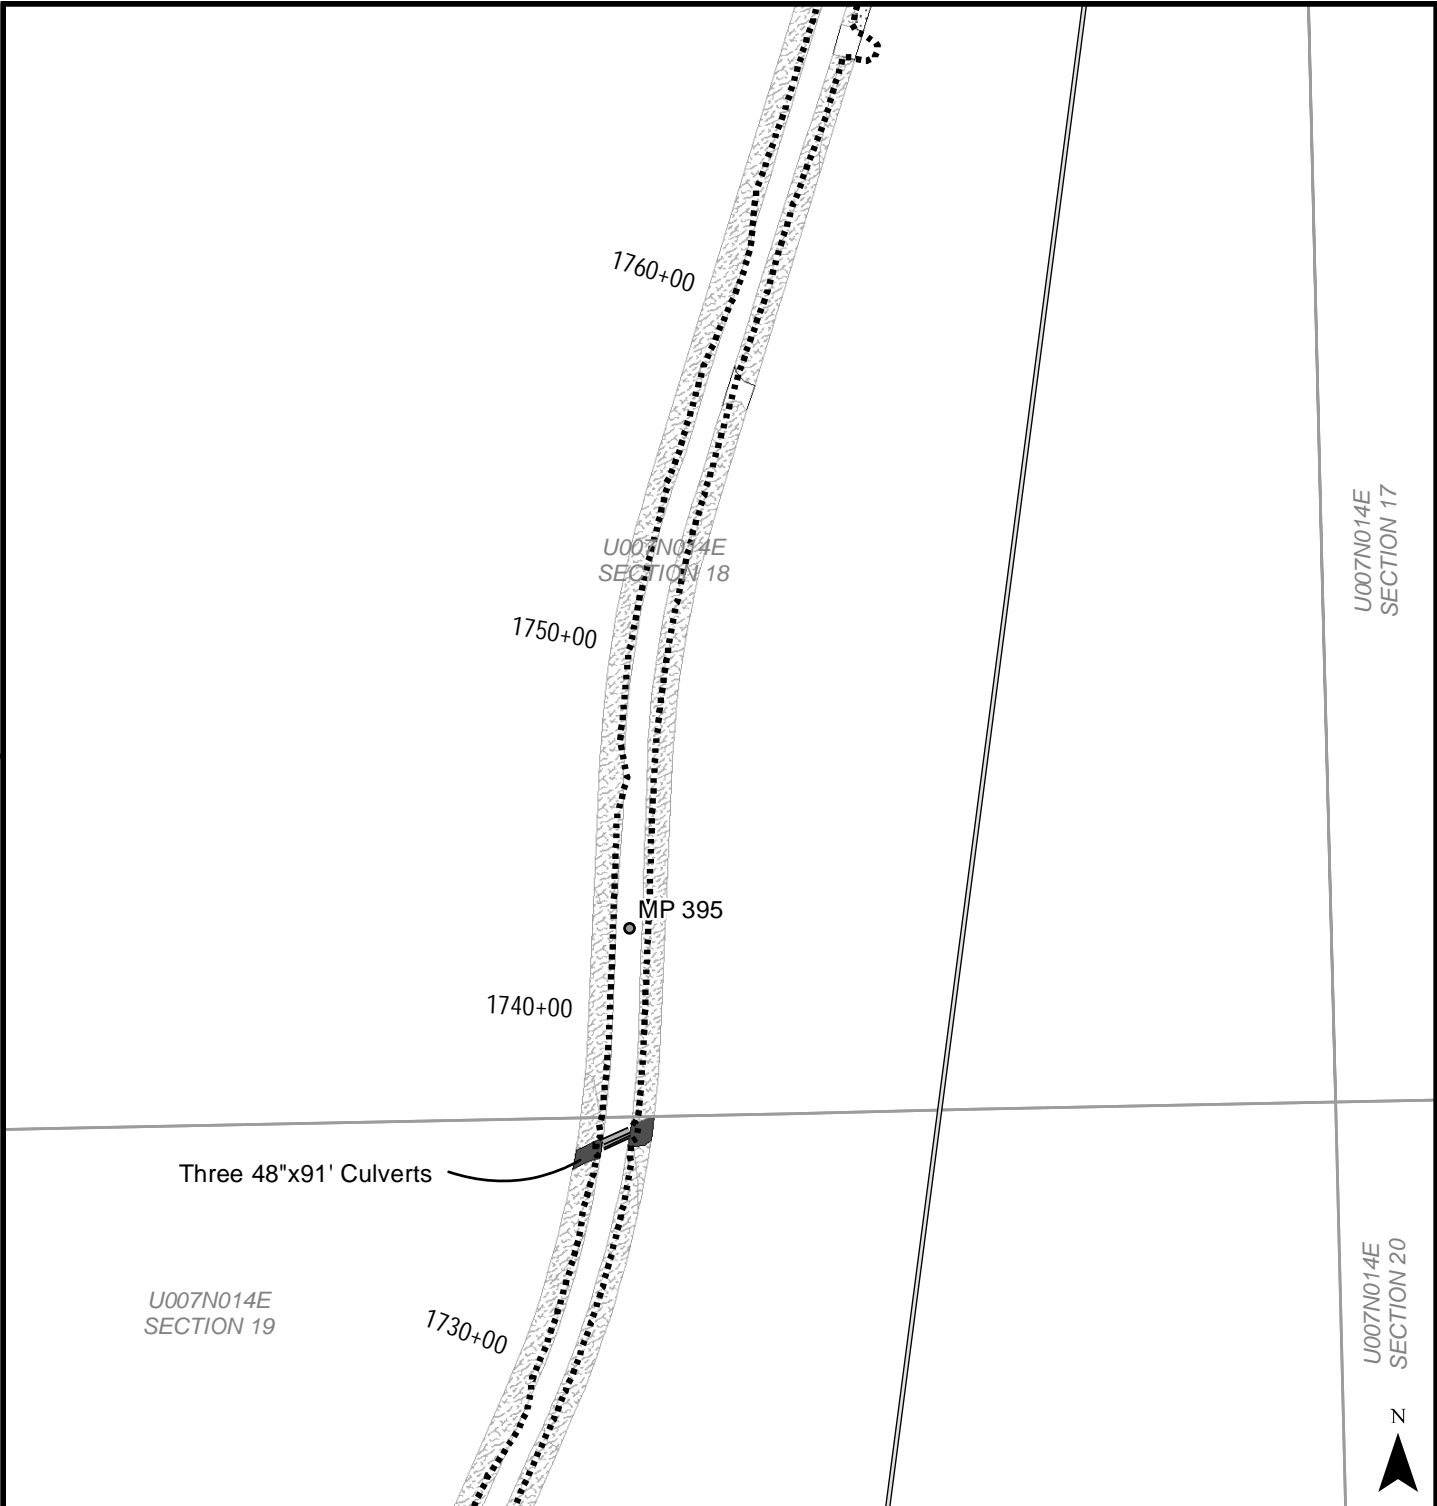 1760+00
U007N014E
SECTION 18
U007N014E
SECTION 17
1750+00
MP 395
1740+00
Three 48"x91' Culverts
U007N014E
SECTION 19
1730+00
U007N014E
SECTION 20
N